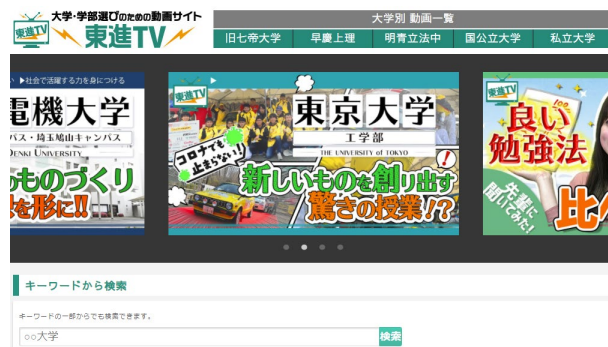 大学・学部選びのための動画サイト
東進TV
東進TV
大学別 動画一覧
旧七帝大学
早慶上理
明青立法中
国公立大学
私立大学
▶社会で活躍する力を身につける
電機大学
パス・埼玉鳩山キャンパス
DENKI UNIVERSITY
ものづくり
を形に!!
東進TV
東京大学
工学部
THE UNIVERSITY of TOKYO
コロナでも
止まらない!!
新しいものを創り出す
驚きの授業!?
東進TV
良い
勉強法
100
先輩に
聞いてみた!
比べ
キーワードから検索
キーワードの一部からでも検索できます。
○○大学
検索